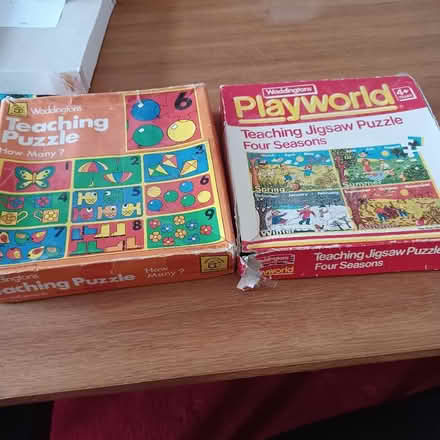 Waddingtons
Teaching
Puzzle
How Many?
6
1
2
3
4
5
6
7
8
9
How
Many?
Teaching Puzzle
Waddingtons
Playworld
4+
Teaching Jigsaw Puzzle
Four Seasons
Spring
Summer
Winter
Waddingtons
Playworld
Teaching Jigsaw Puzzle
Four Seasons